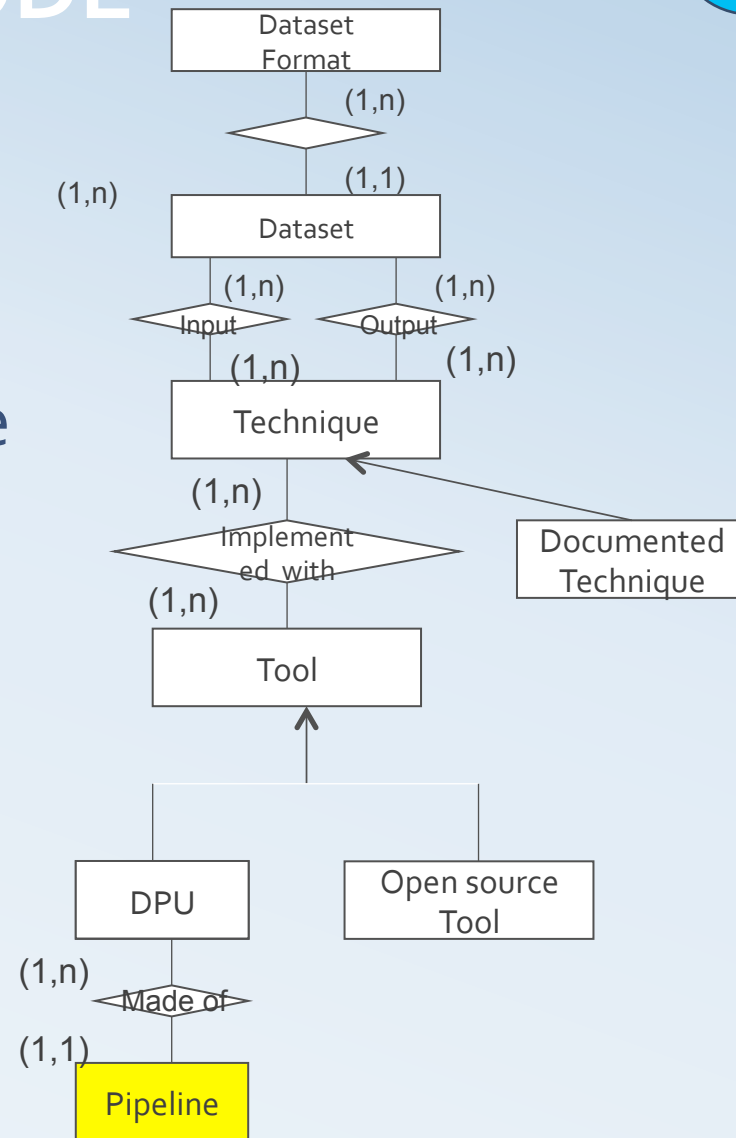 Dataset
Format
(1,n)
(1,1)
(1,n)
Dataset
(1,n)
(1,n)
Input
Output
(1,n)
(1,n)
Technique
(1,n)
Implement
ed with
Documented
Technique
(1,n)
Tool
DPU
Open source
Tool
(1,n)
Made of
(1,1)
Pipeline